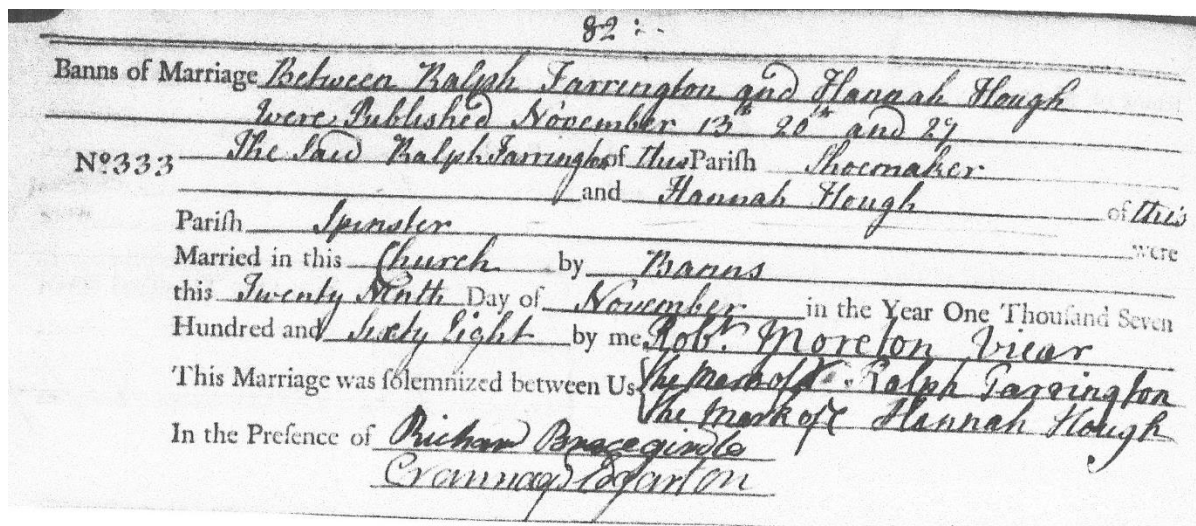 82
Banns of Marriage Between Ralph Farrington and Hannah Hough
were Published November 13th 20th and 27
No 333 The Said Ralph Farrington of this Parish Shoemaker
and Hannah Hough of this
Parish Spinster were
Married in this Church by Banns
this Twenty Ninth Day of November in the Year One Thousand Seven
Hundred and Sixty Eight by me Robt. Moreton Vicar
This Marriage was solemnized between Us The Mark of X Ralph Farrington
The Mark of Hannah Hough
In the Presence of Richard Bracegirdle
Edgarton